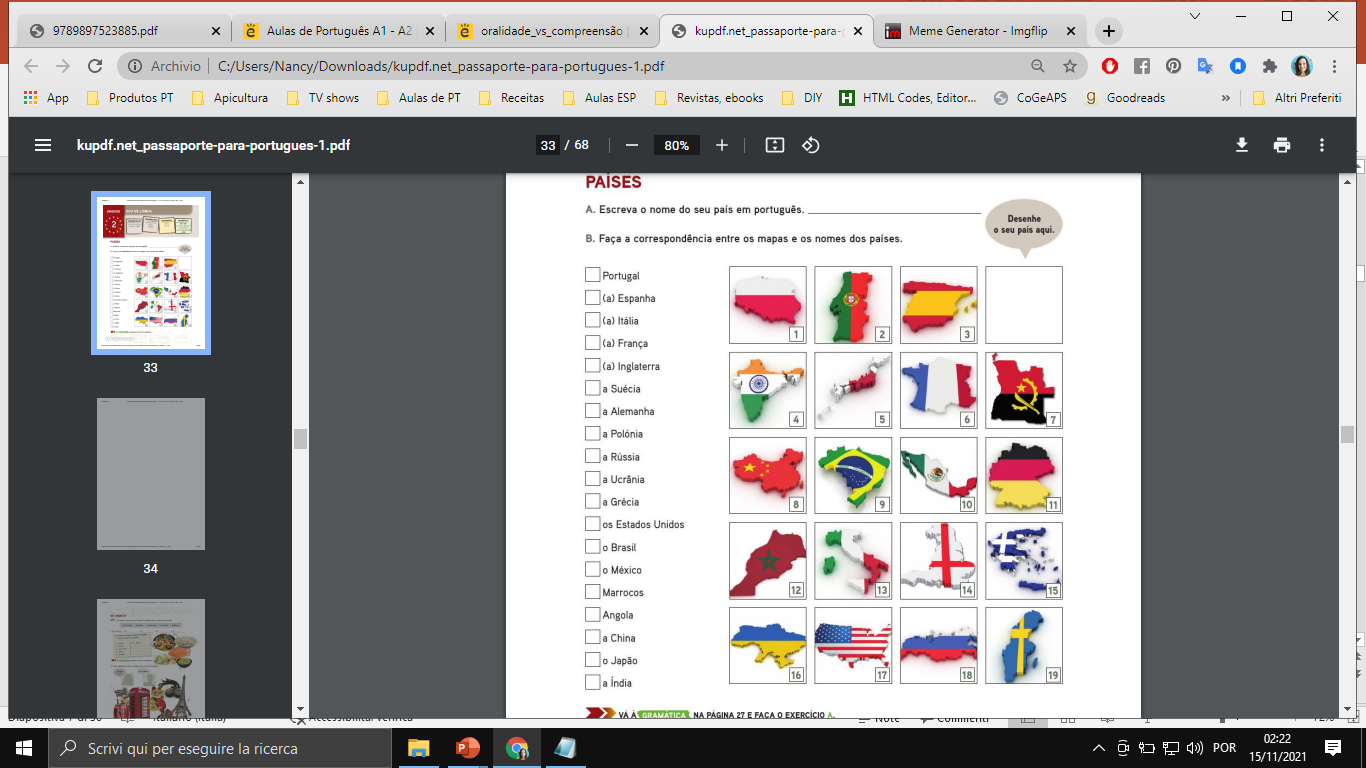 9789897523885.pdf
Aulas de Português A1 - A2
oralidade_vs_compreensão
kupdf.net_passaporte-para-
Meme Generator - Imgflip
Archivio
C:/Users/Nancy/Downloads/kupdf.net_passaporte-para-portugues-1.pdf
App
Produtos PT
Apicultura
TV shows
Aulas de PT
Receitas
Aulas ESP
Revistas, ebooks
DIY
HTML Codes, Editor...
CoGeAPS
Goodreads
»
Altri Preferiti
kupdf.net_passaporte-para-portugues-1.pdf
33 / 68
80%
33
34
PAÍSES
A. Escreva o nome do seu país em português.
Desenhe
o seu país aqui.
B. Faça a correspondência entre os mapas e os nomes dos países.
Portugal
(a) Espanha
(a) Itália
(a) França
(a) Inglaterra
a Suécia
a Alemanha
a Polónia
a Rússia
a Ucrânia
a Grécia
os Estados Unidos
o Brasil
o México
Marrocos
Angola
a China
o Japão
a Índia
1
2
3
4
5
6
7
8
9
10
11
12
13
14
15
16
17
18
19
VÁ À GRAMÁTICA NA PÁGINA 27 E FAÇA O EXERCÍCIO A.
Scrivi qui per eseguire la ricerca
POR
02:22
15/11/2021